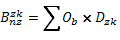 B_{nz}^{zk} = ∑ O_b × D_{zk}